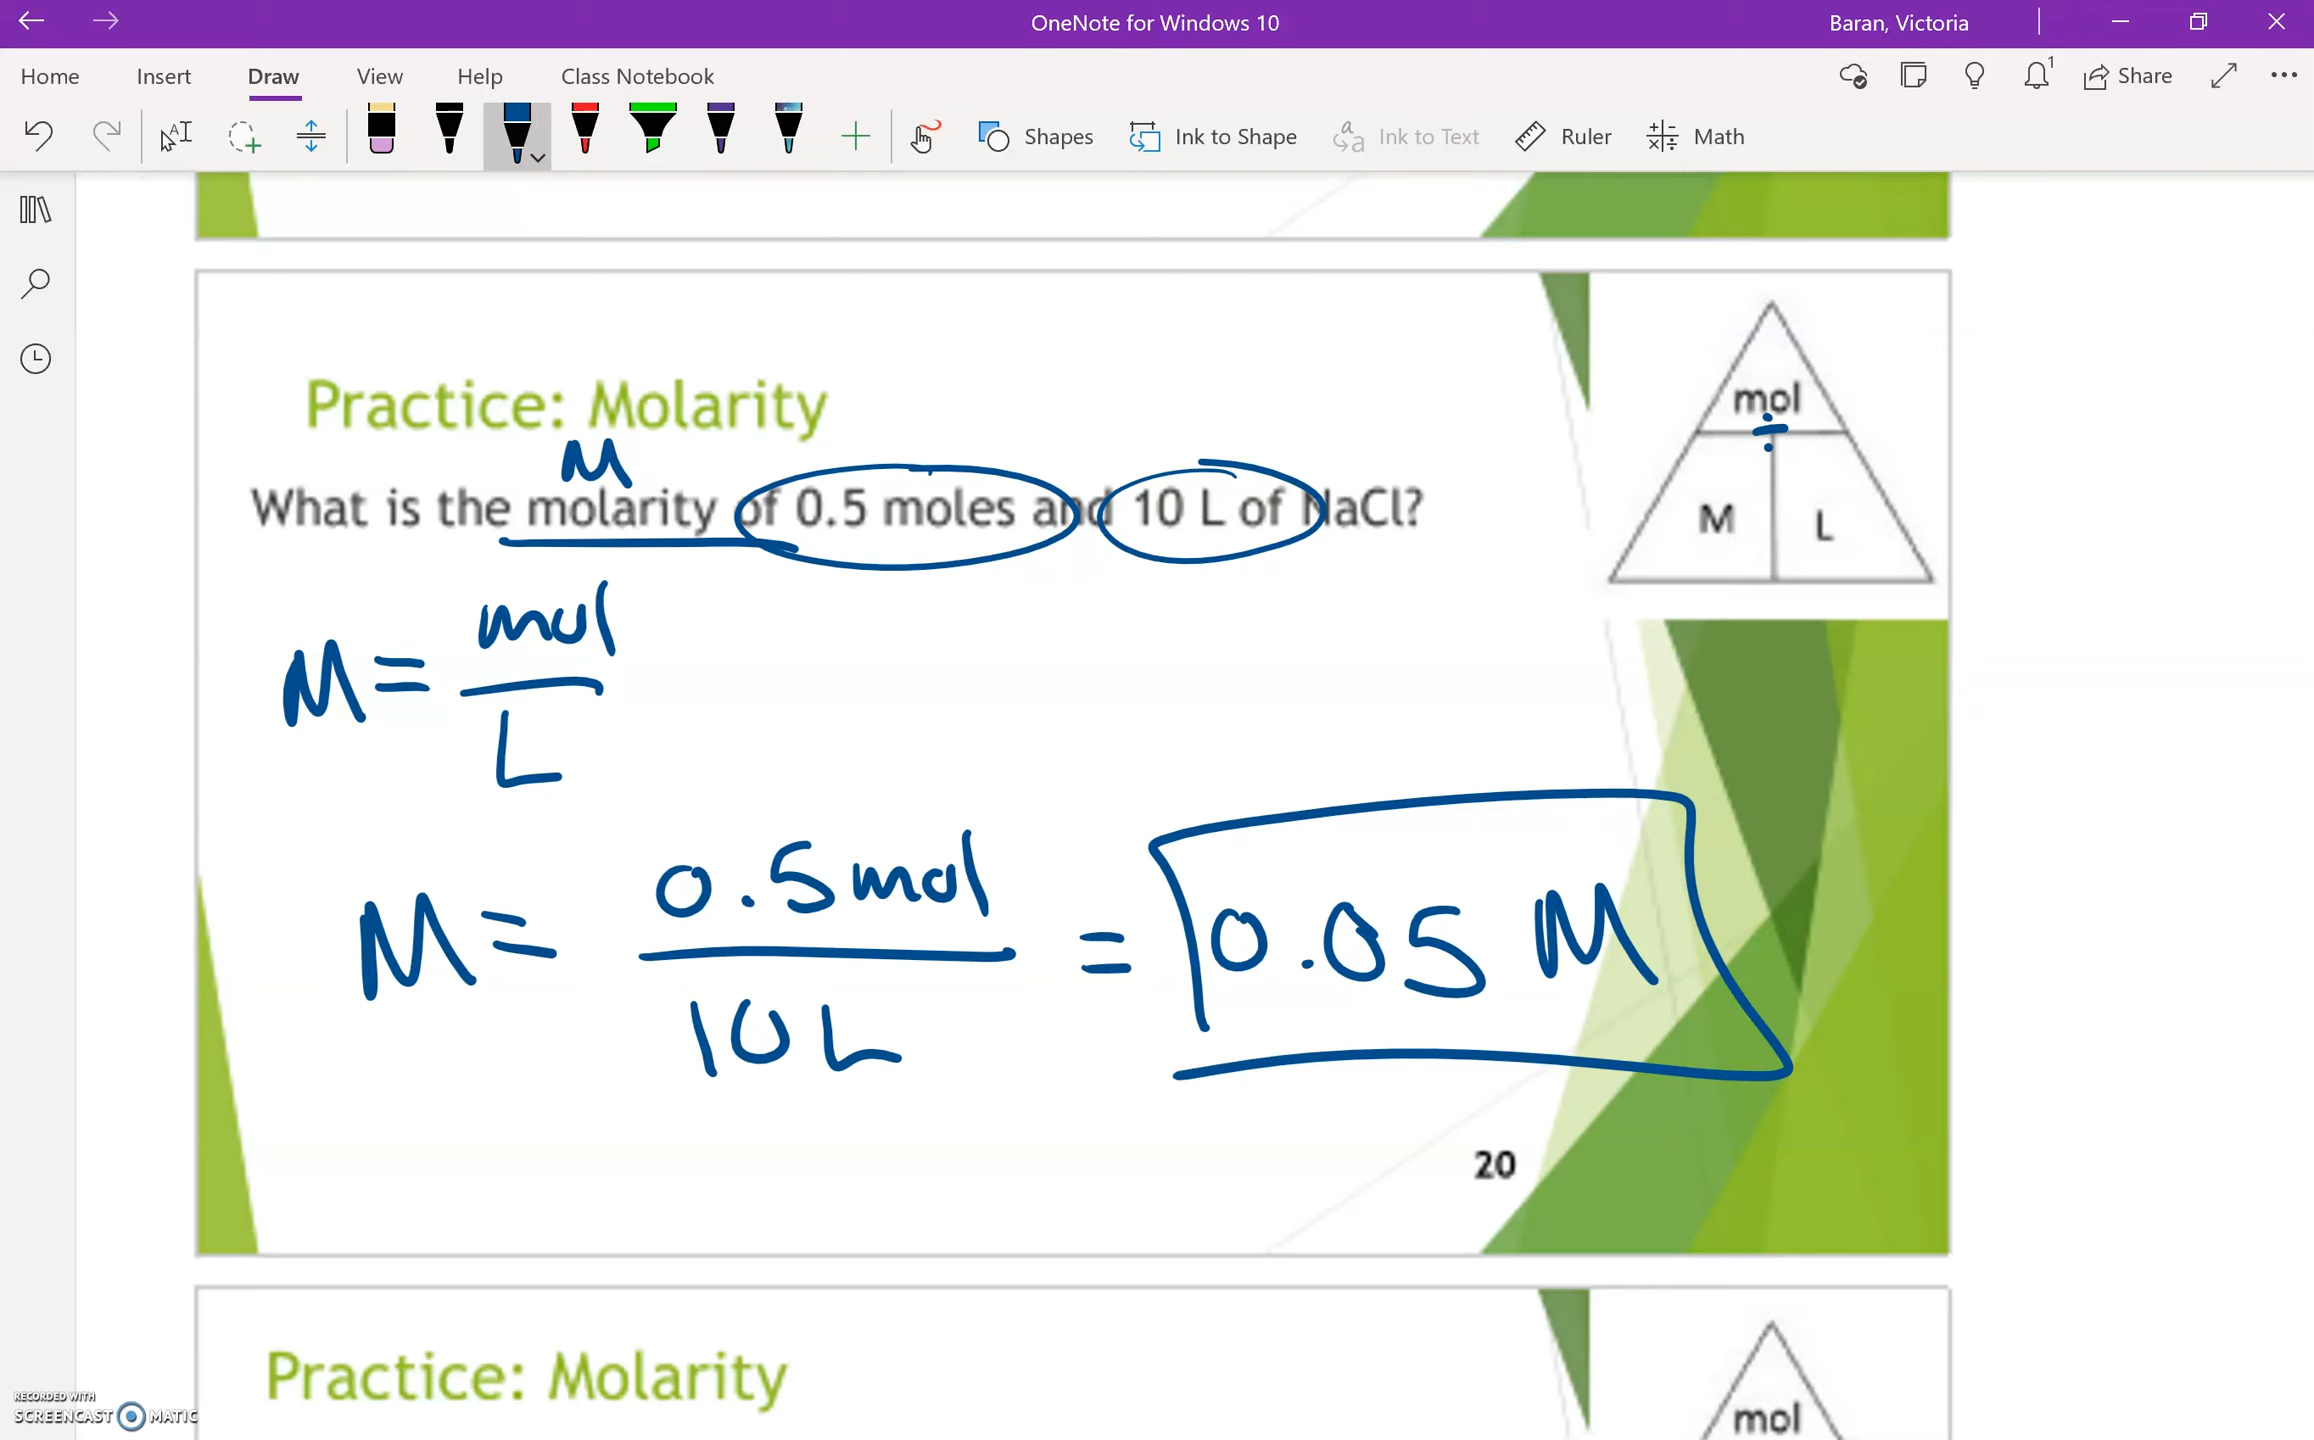 OneNote for Windows 10
Baran, Victoria
Home Insert Draw View Help Class Notebook
1 Share
Shapes Ink to Shape Ink to Text Ruler Math
Practice: Molarity
M
What is the molarity of 0.5 moles and 10 L of NaCl?
mol
M L
M = mol
L
M = 0.5 mol
10 L
= 0.05 M
20
Practice: Molarity
mol
RECORDED WITH
SCREENCAST MATIC